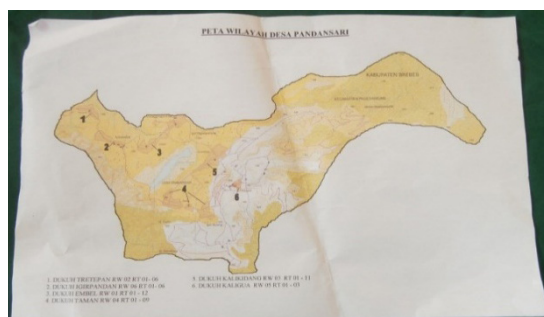 PETA WILAYAH DESA PANDANSARI
KABUPATEN BREBES
1
2
3
5
4
6
1 DUKUH TRETEPAN RW 02 RT 01-06
2 DUKUH IGIRPANDAN RW 06 RT 01-06
3 DUKUH EMBEL RW 01 RT 01 - 12
4 DUKUH TAMAN RW 04 RT 01 - 09
5 DUKUH KALIKIDANG RW 03 RT 01 - 11
6 DUKUH KALIGUA RW 05 RT 01 - 03